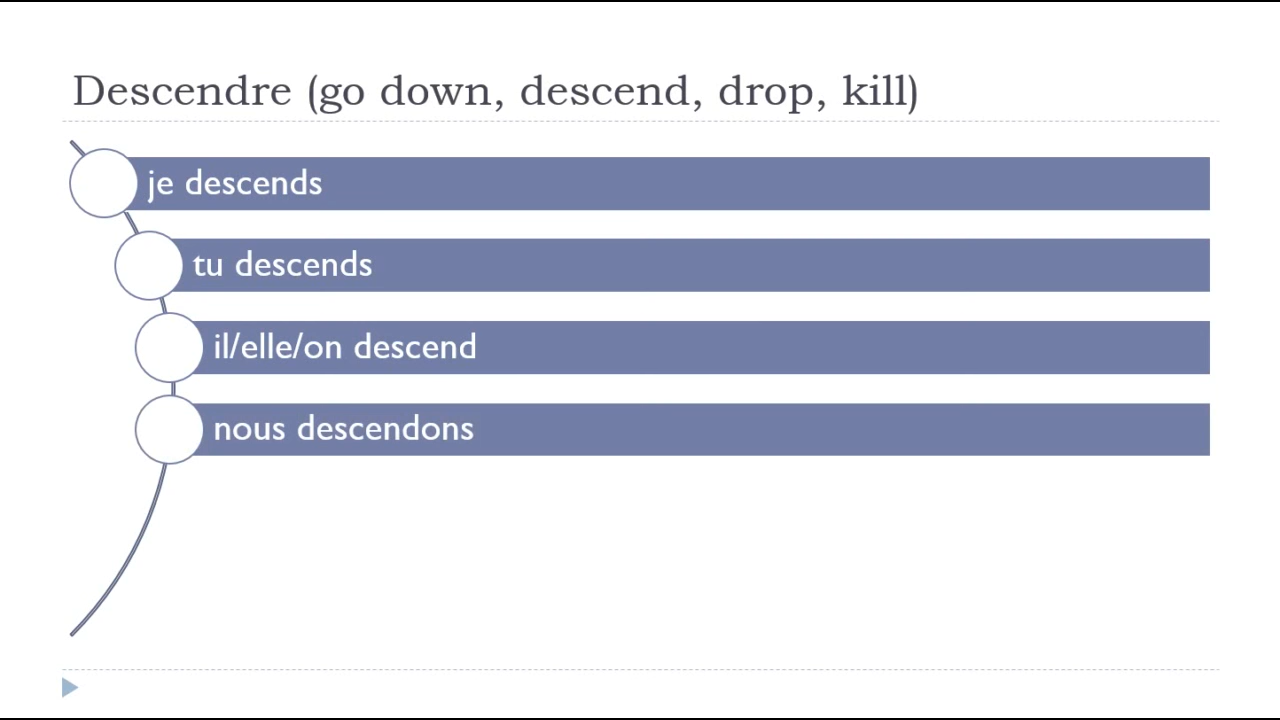 Descendre (go down, descend, drop, kill)
je descends
tu descends
il/elle/on descend
nous descendons